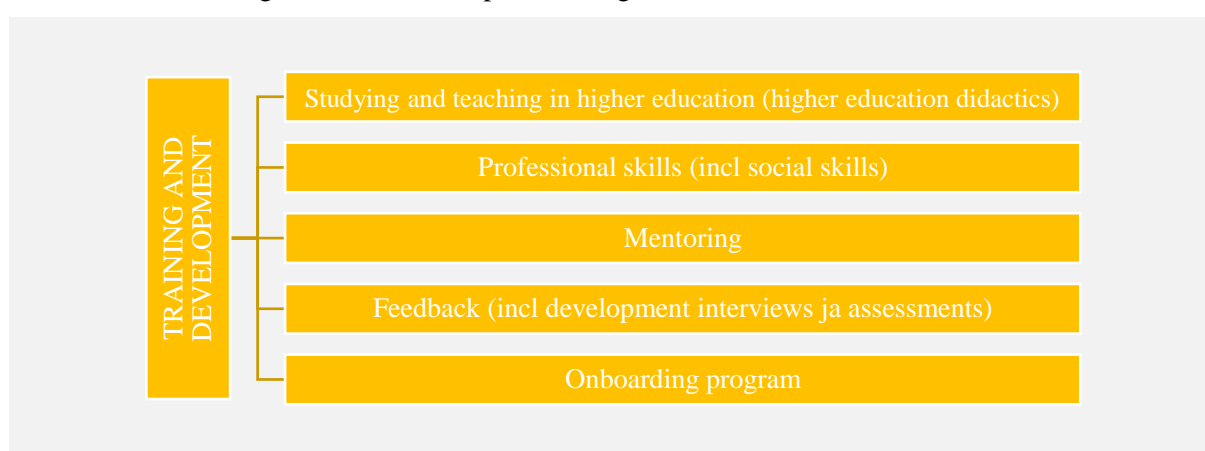 TRAINING AND
DEVELOPMENT
Studying and teaching in higher education (higher education didactics)
Professional skills (incl social skills)
Mentoring
Feedback (incl development interviews ja assessments)
Onboarding program